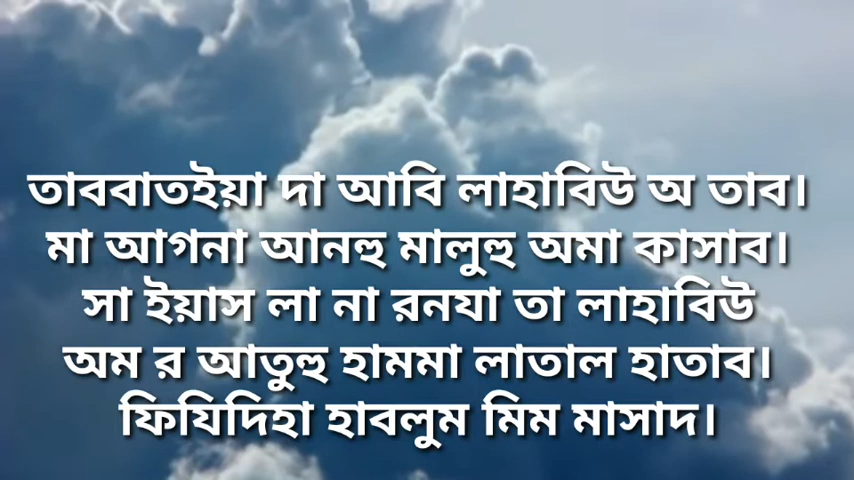 তাববাতইয়া দা আবি লাহাবিউ অ তাব।
মা আগনা আনহু মালুহু অমা কাসাব।
সা ইয়াস লা না রনযা তা লাহাবিউ
অম র আতুহু হামমা লাতাল হাতাব।
ফিযিদিহা হাবলুম মিম মাসাদ।